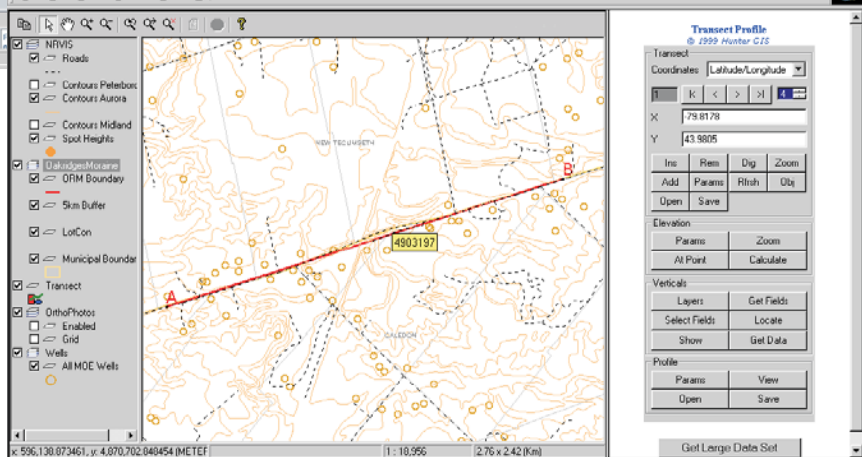 NRVIS
Roads
Contours Peterborc
Contours Aurora
Contours Midland
Spot Heights
OakridgesMoraine
ORM Boundary
5km Buffer
LotCon
Municipal Boundar
Transect
OrthoPhotos
Enabled
Grid
Wells
All MOE Wells
NEW TECUMSETH
B
4903197
A
CALEDON
x: 596,138.873461, y: 4,870,702.848454 (METEF
1 : 18,956
2.76 x 2.42 (Km)
Transect Profile
© 1999 Hunter GIS
Transect
Coordinates Latitude/Longitude
1 K < > >| 4
X -79.8178
Y 43.9805
Ins Rem Dig Zoom
Add Params Rfrsh Obj
Open Save
Elevation
Params Zoom
At Point Calculate
Verticals
Layers Get Fields
Select Fields Locate
Show Get Data
Profile
Params View
Open Save
Get Large Data Set